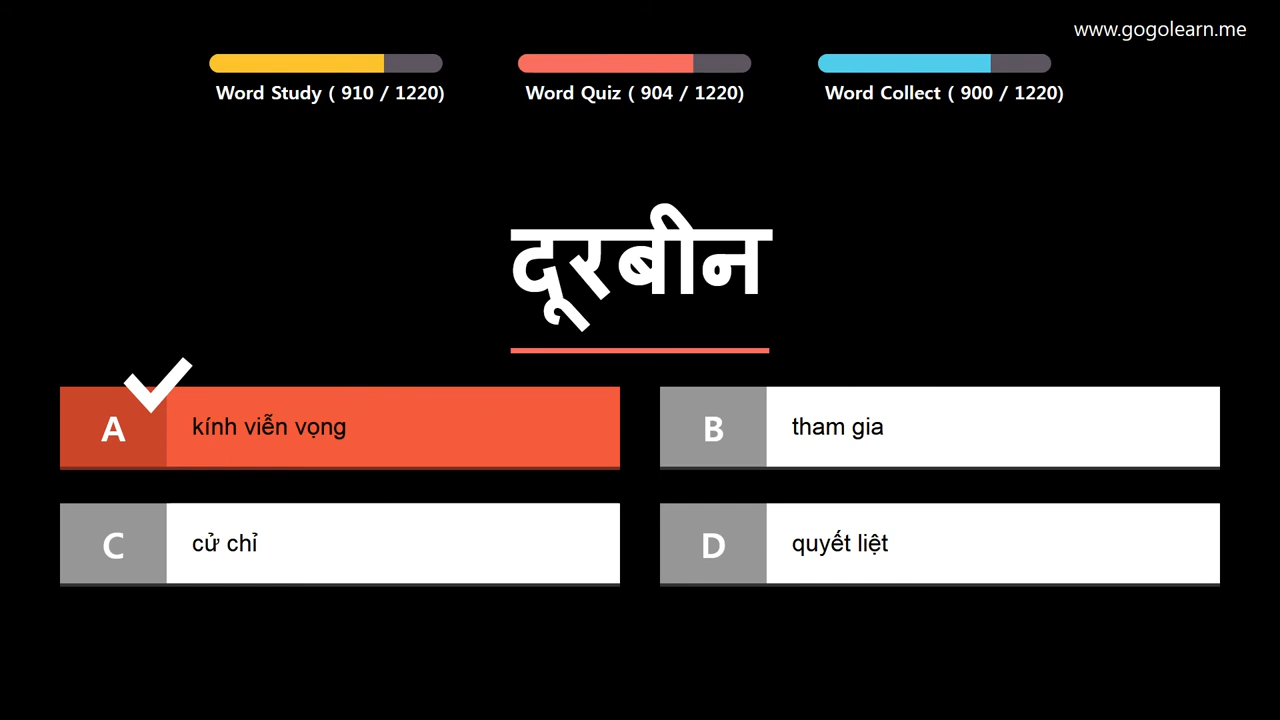 www.gogolearn.me
Word Study ( 910 / 1220)
Word Quiz ( 904 / 1220)
Word Collect ( 900 / 1220)
दूरबीन
A
kính viễn vọng
B
tham gia
C
cử chỉ
D
quyết liệt